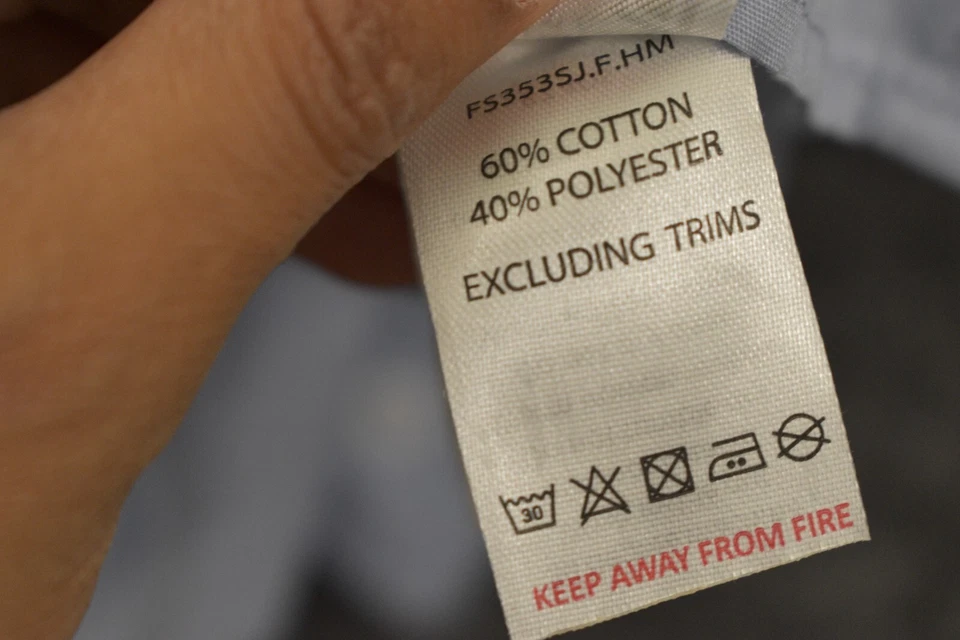 FS353SJ.F.HM
60% COTTON
40% POLYESTER
EXCLUDING TRIMS
30
KEEP AWAY FROM FIRE